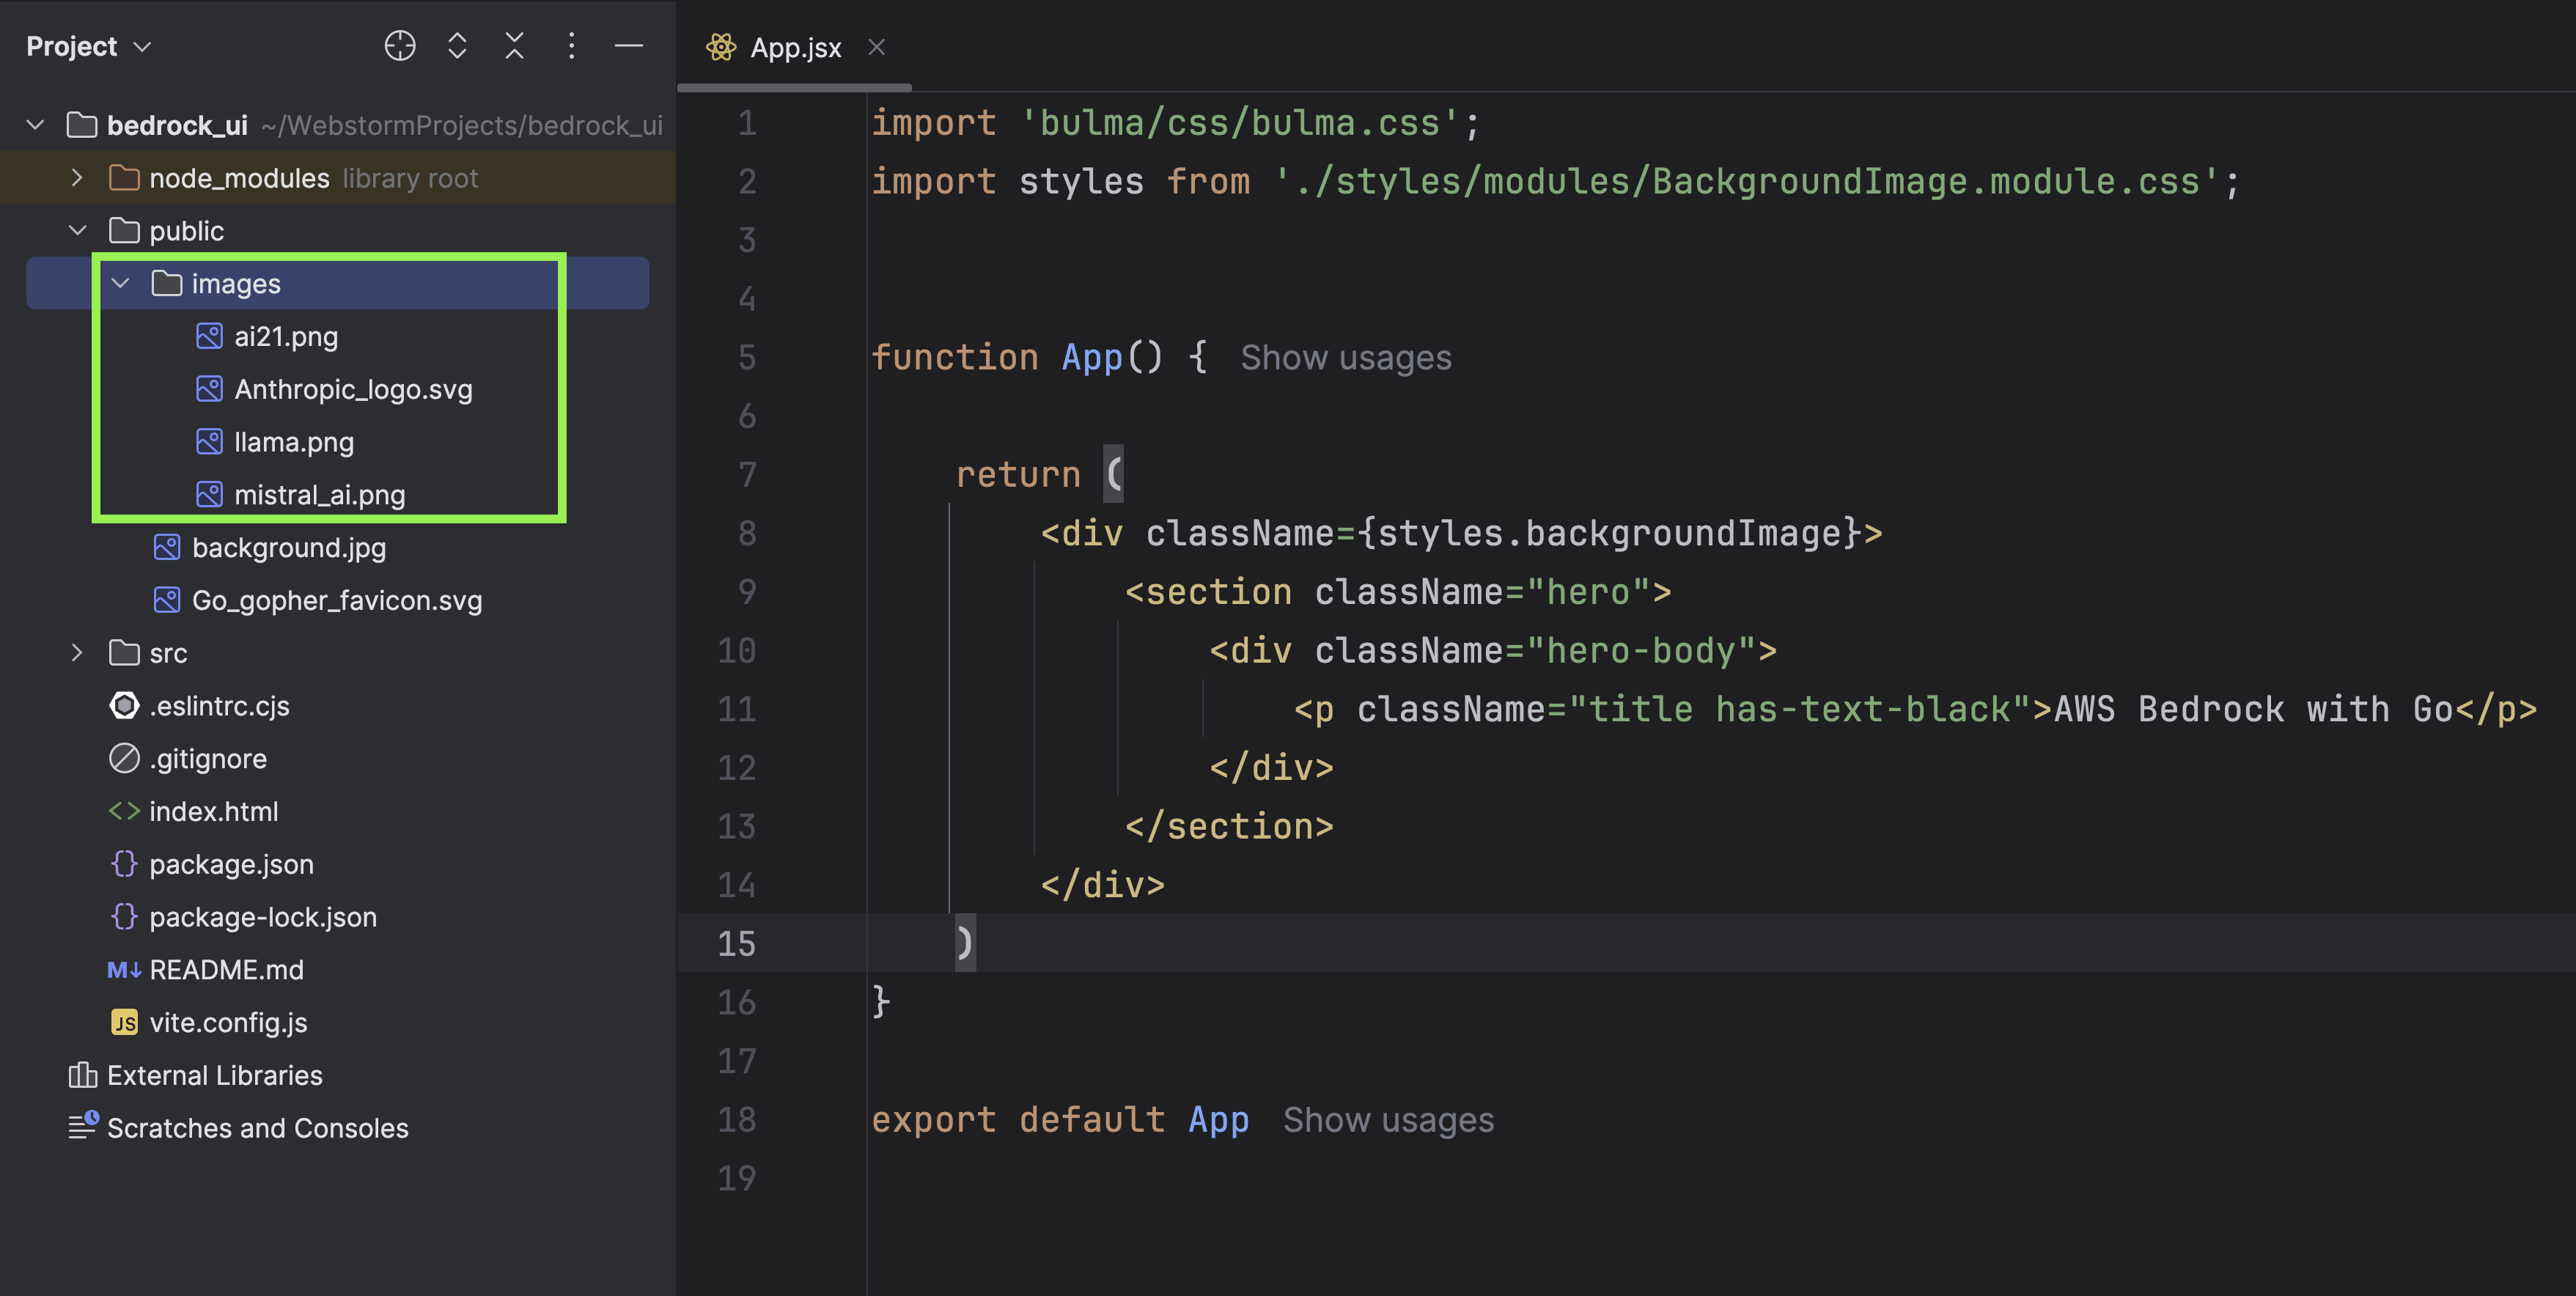 Project
bedrock_ui ~/WebstormProjects/bedrock_ui
node_modules library root
public
images
ai21.png
Anthropic_logo.svg
llama.png
mistral_ai.png
background.jpg
Go_gopher_favicon.svg
src
.eslintrc.cjs
.gitignore
index.html
package.json
package-lock.json
M↓ README.md
JS vite.config.js
External Libraries
Scratches and Consoles
App.jsx
1 import 'bulma/css/bulma.css';
2 import styles from './styles/modules/BackgroundImage.module.css';
3
4
5 function App() { Show usages
6
7 return (
8 <div className={styles.backgroundImage}>
9 <section className="hero">
10 <div className="hero-body">
11 <p className="title has-text-black">AWS Bedrock with Go</p>
12 </div>
13 </section>
14 </div>
15 )
16 }
17
18 export default App Show usages
19